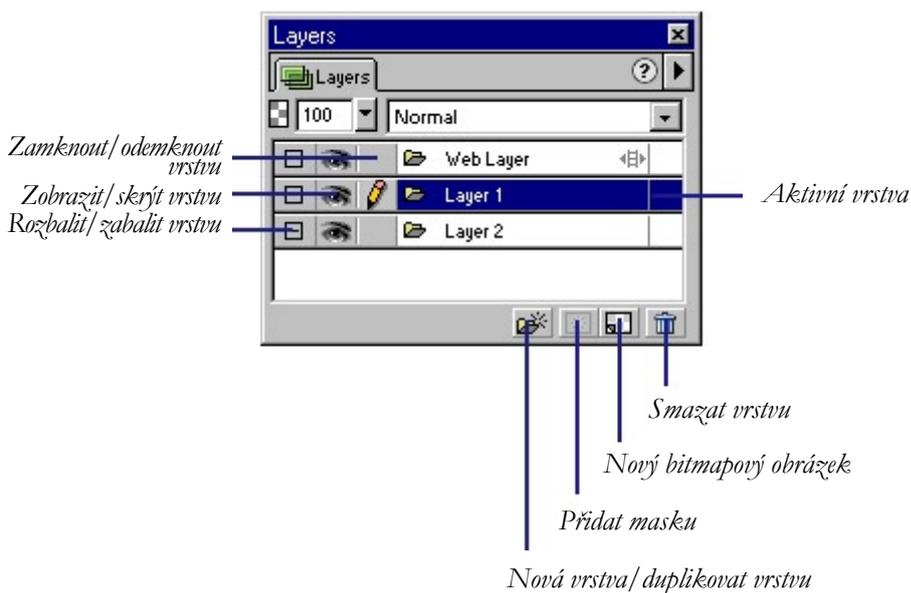 Layers
Layers
?
100 Normal
Zamknout/odemknout
vrstvu
Web Layer
Zobrazit/skrýt vrstvu
Layer 1
Aktivní vrstva
Rozbalit/zabalit vrstvu
Layer 2
Smazat vrstvu
Nový bitmapový obrázek
Přidat masku
Nová vrstva/duplikovat vrstvu